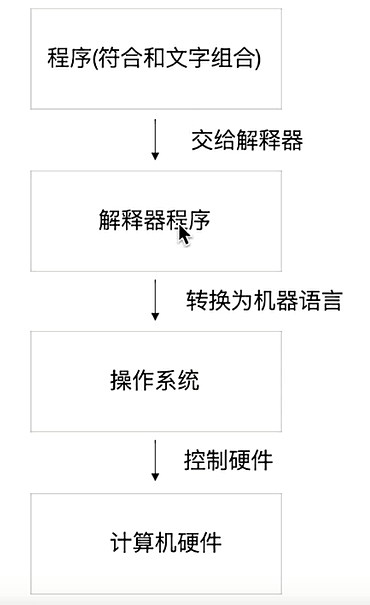 程序(符合和文字组合)
交给解释器
解释器程序
转换为机器语言
操作系统
控制硬件
计算机硬件